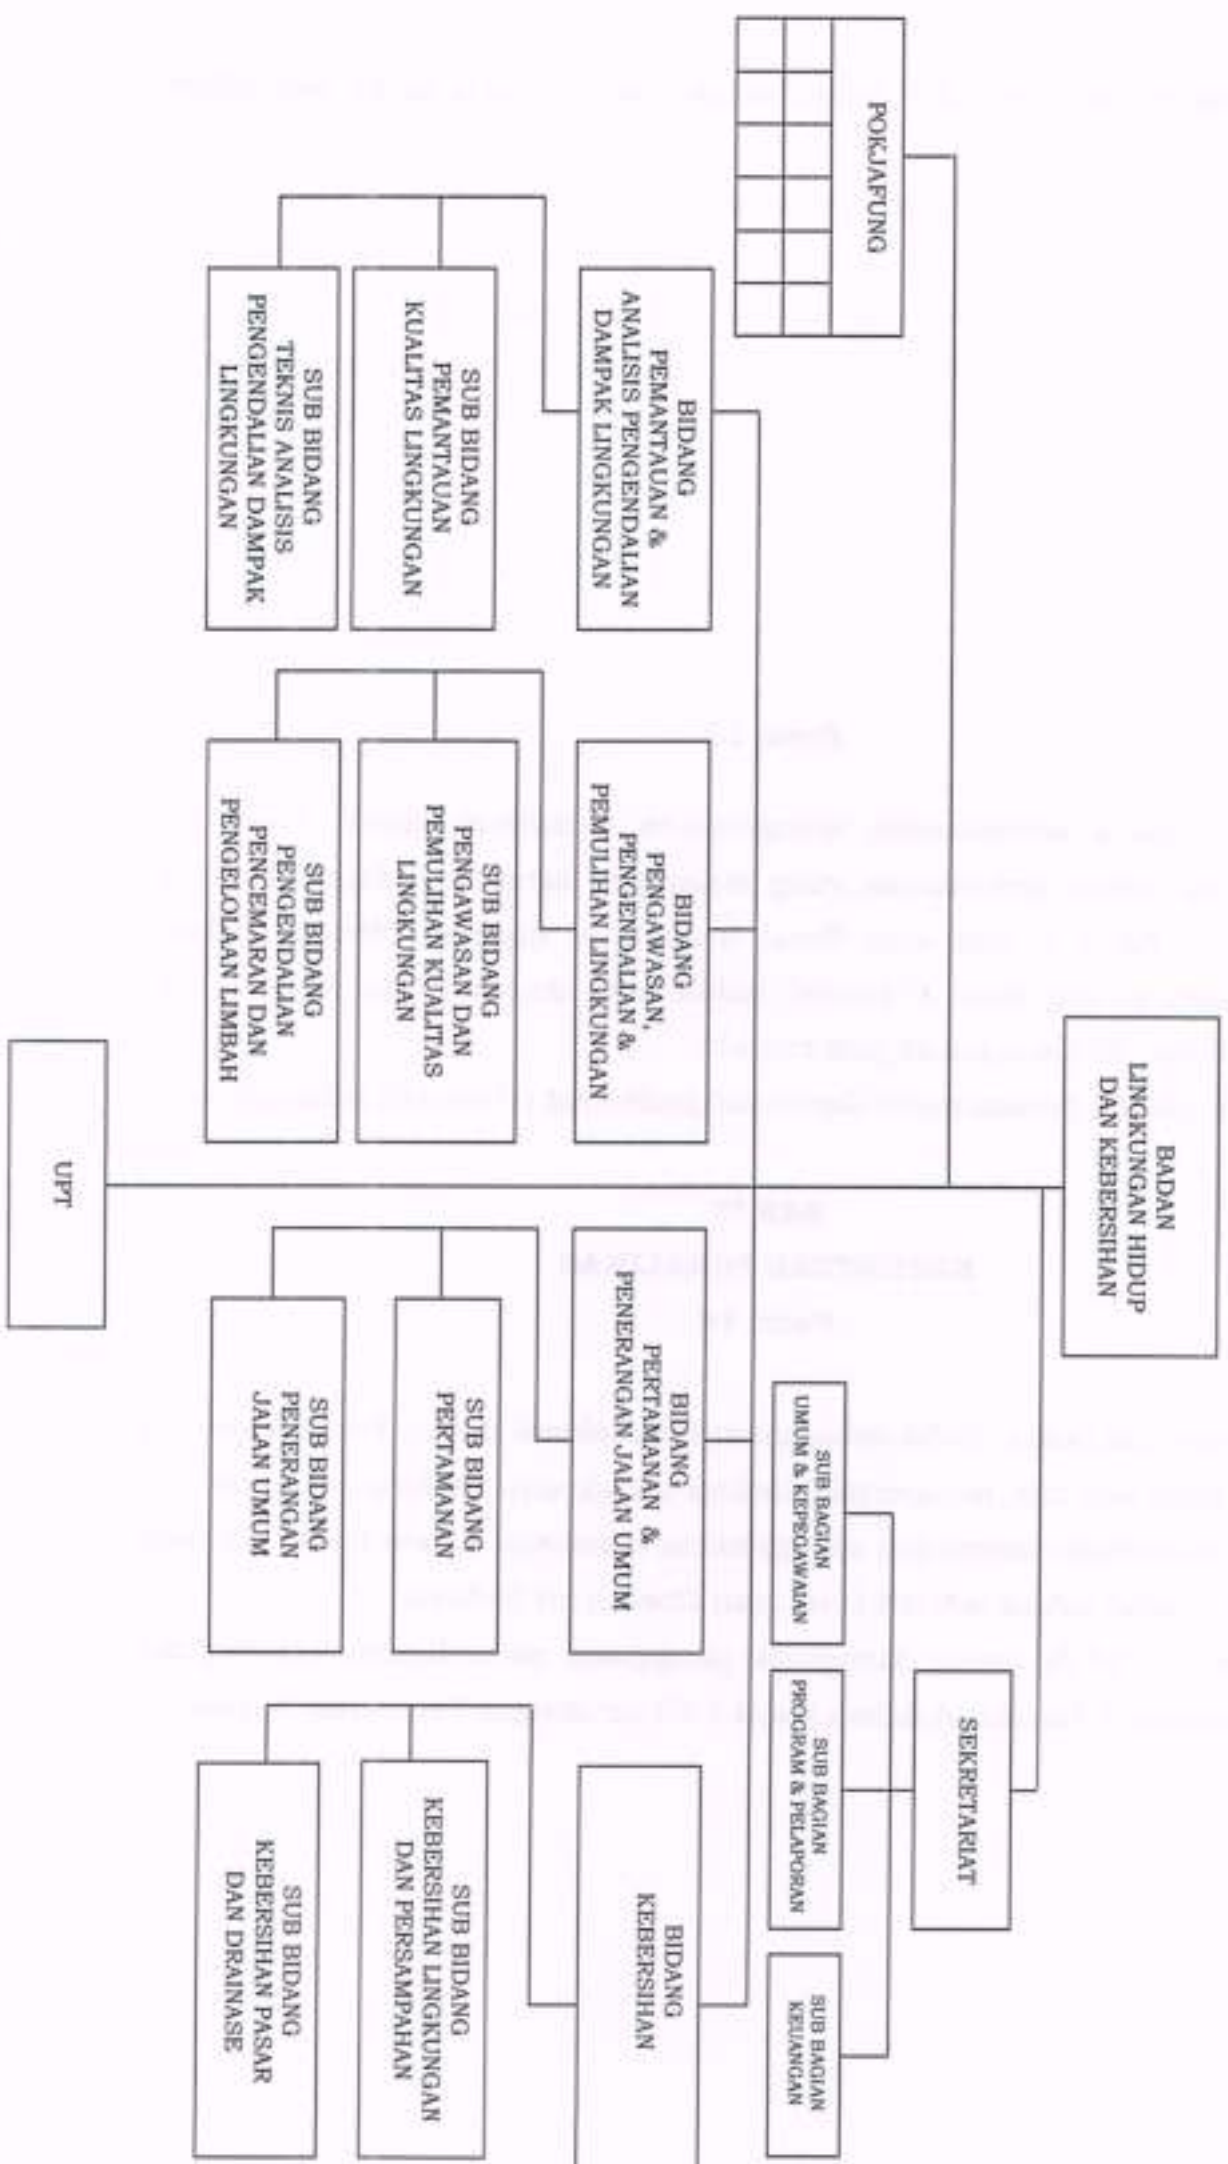 BADAN
LINGKUNGAN HIDUP
DAN KEBERSIHAN
POKJAFUNG
SEKRETARIAT
SUB BAGIAN
UMUM & KEPEGAWAIAN
SUB BAGIAN
PROGRAM & PELAPORAN
SUB BAGIAN
KEUANGAN
BIDANG
PEMANTAUAN &
ANALISIS PENGENDALIAN
DAMPAK LINGKUNGAN
BIDANG
PENGAWASAN,
PENGENDALIAN &
PEMULIHAN LINGKUNGAN
BIDANG
PERTAMANAN &
PENERANGAN JALAN UMUM
BIDANG
KEBERSIHAN
SUB BIDANG
PEMANTAUAN
KUALITAS LINGKUNGAN
SUB BIDANG
PENGAWASAN DAN
PEMULIHAN KUALITAS
LINGKUNGAN
SUB BIDANG
PERTAMANAN
SUB BIDANG
KEBERSIHAN LINGKUNGAN
DAN PERSAMPAHAN
SUB BIDANG
TEKNIS ANALISIS
PENGENDALIAN DAMPAK
LINGKUNGAN
SUB BIDANG
PENGENDALIAN
PENCEMARAN DAN
PENGELOLAAN LIMBAH
SUB BIDANG
PENERANGAN
JALAN UMUM
SUB BIDANG
KEBERSIHAN PASAR
DAN DRAINASE
UPT